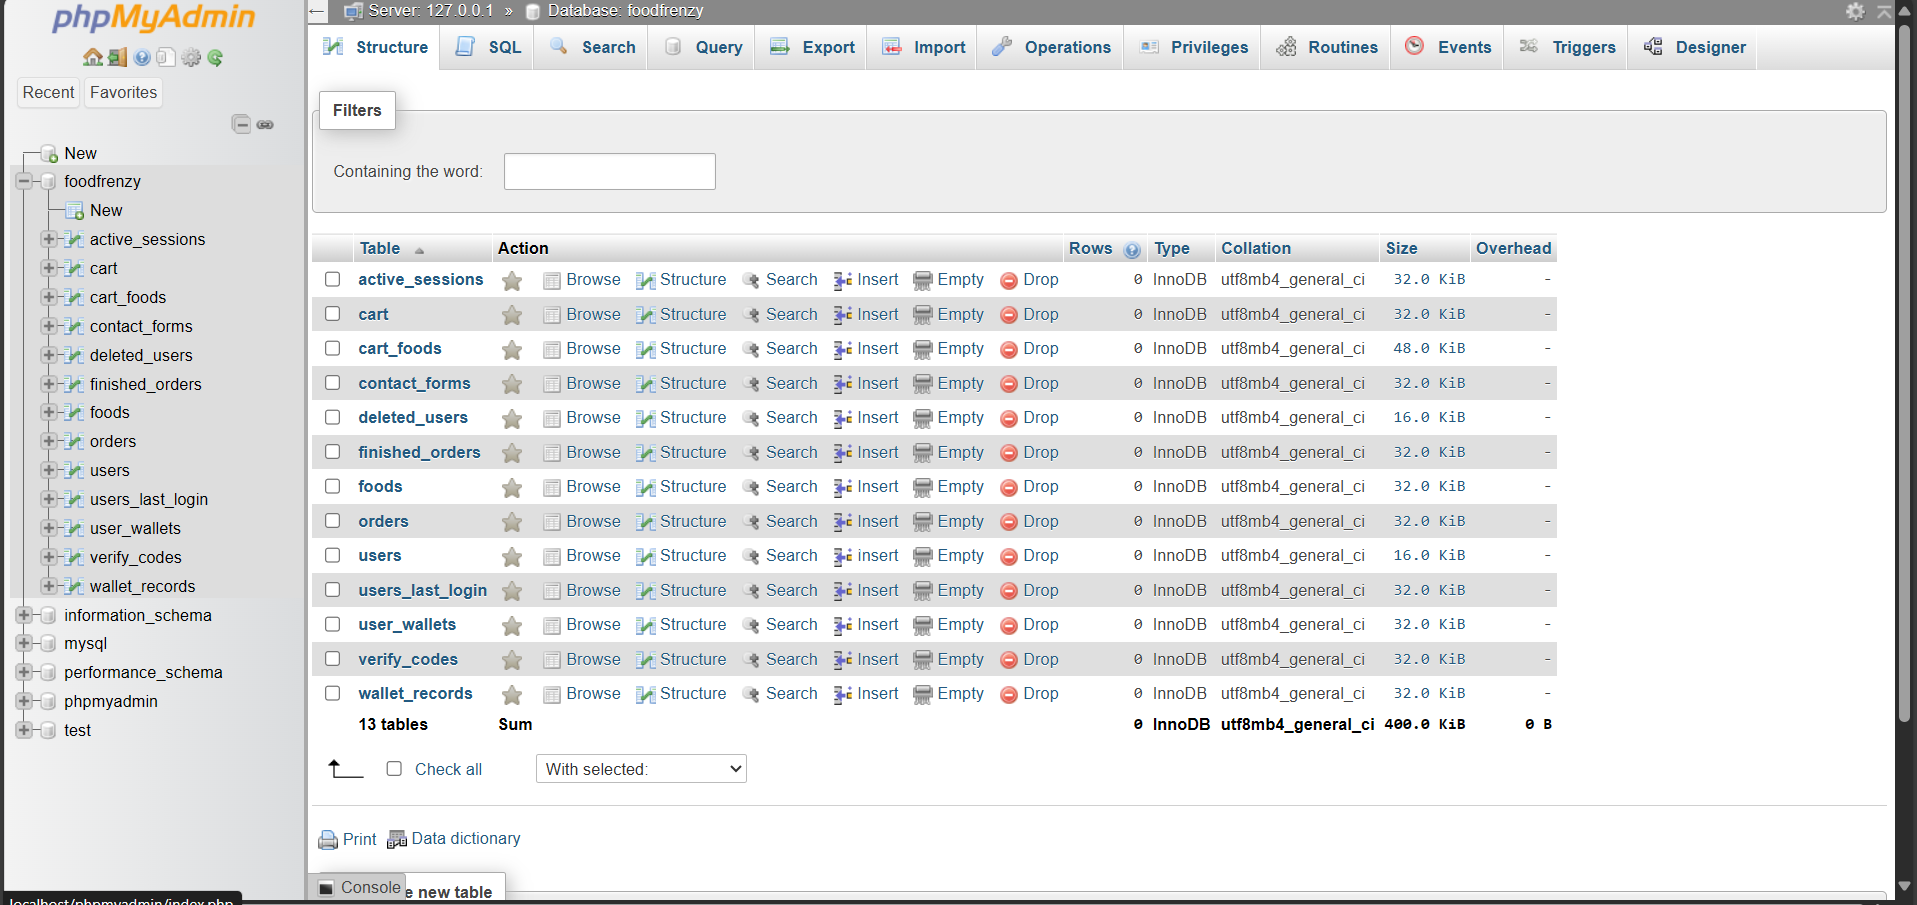 phpMyAdmin
Recent Favorites
New
foodfrenzy
New
active_sessions
cart
cart_foods
contact_forms
deleted_users
finished_orders
foods
orders
users
users_last_login
user_wallets
verify_codes
wallet_records
information_schema
mysql
performance_schema
phpmyadmin
test
localhost/phpmyadmin/index.php
← Server: 127.0.0.1 » Database: foodfrenzy
Structure SQL Search Query Export Import Operations Privileges Routines Events Triggers Designer
Filters
Containing the word:
Table Action Rows Type Collation Size Overhead
active_sessions Browse Structure Search Insert Empty Drop 0 InnoDB utf8mb4_general_ci 32.0 KiB -
cart Browse Structure Search Insert Empty Drop 0 InnoDB utf8mb4_general_ci 32.0 KiB -
cart_foods Browse Structure Search Insert Empty Drop 0 InnoDB utf8mb4_general_ci 48.0 KiB -
contact_forms Browse Structure Search Insert Empty Drop 0 InnoDB utf8mb4_general_ci 32.0 KiB -
deleted_users Browse Structure Search Insert Empty Drop 0 InnoDB utf8mb4_general_ci 16.0 KiB -
finished_orders Browse Structure Search Insert Empty Drop 0 InnoDB utf8mb4_general_ci 32.0 KiB -
foods Browse Structure Search Insert Empty Drop 0 InnoDB utf8mb4_general_ci 32.0 KiB -
orders Browse Structure Search Insert Empty Drop 0 InnoDB utf8mb4_general_ci 32.0 KiB -
users Browse Structure Search insert Empty Drop 0 InnoDB utf8mb4_general_ci 16.0 KiB -
users_last_login Browse Structure Search Insert Empty Drop 0 InnoDB utf8mb4_general_ci 32.0 KiB -
user_wallets Browse Structure Search Insert Empty Drop 0 InnoDB utf8mb4_general_ci 32.0 KiB -
verify_codes Browse Structure Search Insert Empty Drop 0 InnoDB utf8mb4_general_ci 32.0 KiB -
wallet_records Browse Structure Search Insert Empty Drop 0 InnoDB utf8mb4_general_ci 32.0 KiB -
13 tables Sum 0 InnoDB utf8mb4_general_ci 400.0 KiB 0 B
Check all With selected:
Print Data dictionary
Console e new table